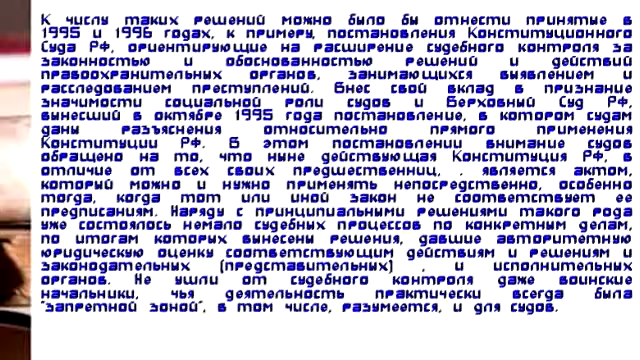 К числу таких решений можно было бы отнести принятые в
1995 и 1996 годах, к примеру, постановления Конституционного
Суда РФ, ориентирующие на расширение судебного контроля за
законностью и обоснованностью решений и действий
правоохранительных органов, занимающихся выявлением и
расследованием преступлений. Внес свой вклад в признание
значимости социальной роли судов и Верховный Суд РФ,
вынесший в октябре 1995 года постановление, в котором судам
даны разъяснения относительно прямого применения
Конституции РФ. В этом постановлении внимание судов
обращено на то, что ныне действующая Конституция РФ, в
отличие от всех своих предшественниц, . является актом,
который можно и нужно применять непосредственно, особенно
тогда, когда тот или иной закон не соответствует ее
предписаниям. Наряду с принципиальными решениями такого рода
уже состоялось немало судебных процессов по конкретным делам,
по итогам которых вынесены решения, давшие авторитетную
юридическую оценку соответствующим действиям и решениям и
законодательных (представительных) , и исполнительных
органов. Не ушли от судебного контроля даже воинские
начальники, чья деятельность практически всегда была
"запретной зоной", в том числе, разумеется, и для судов.